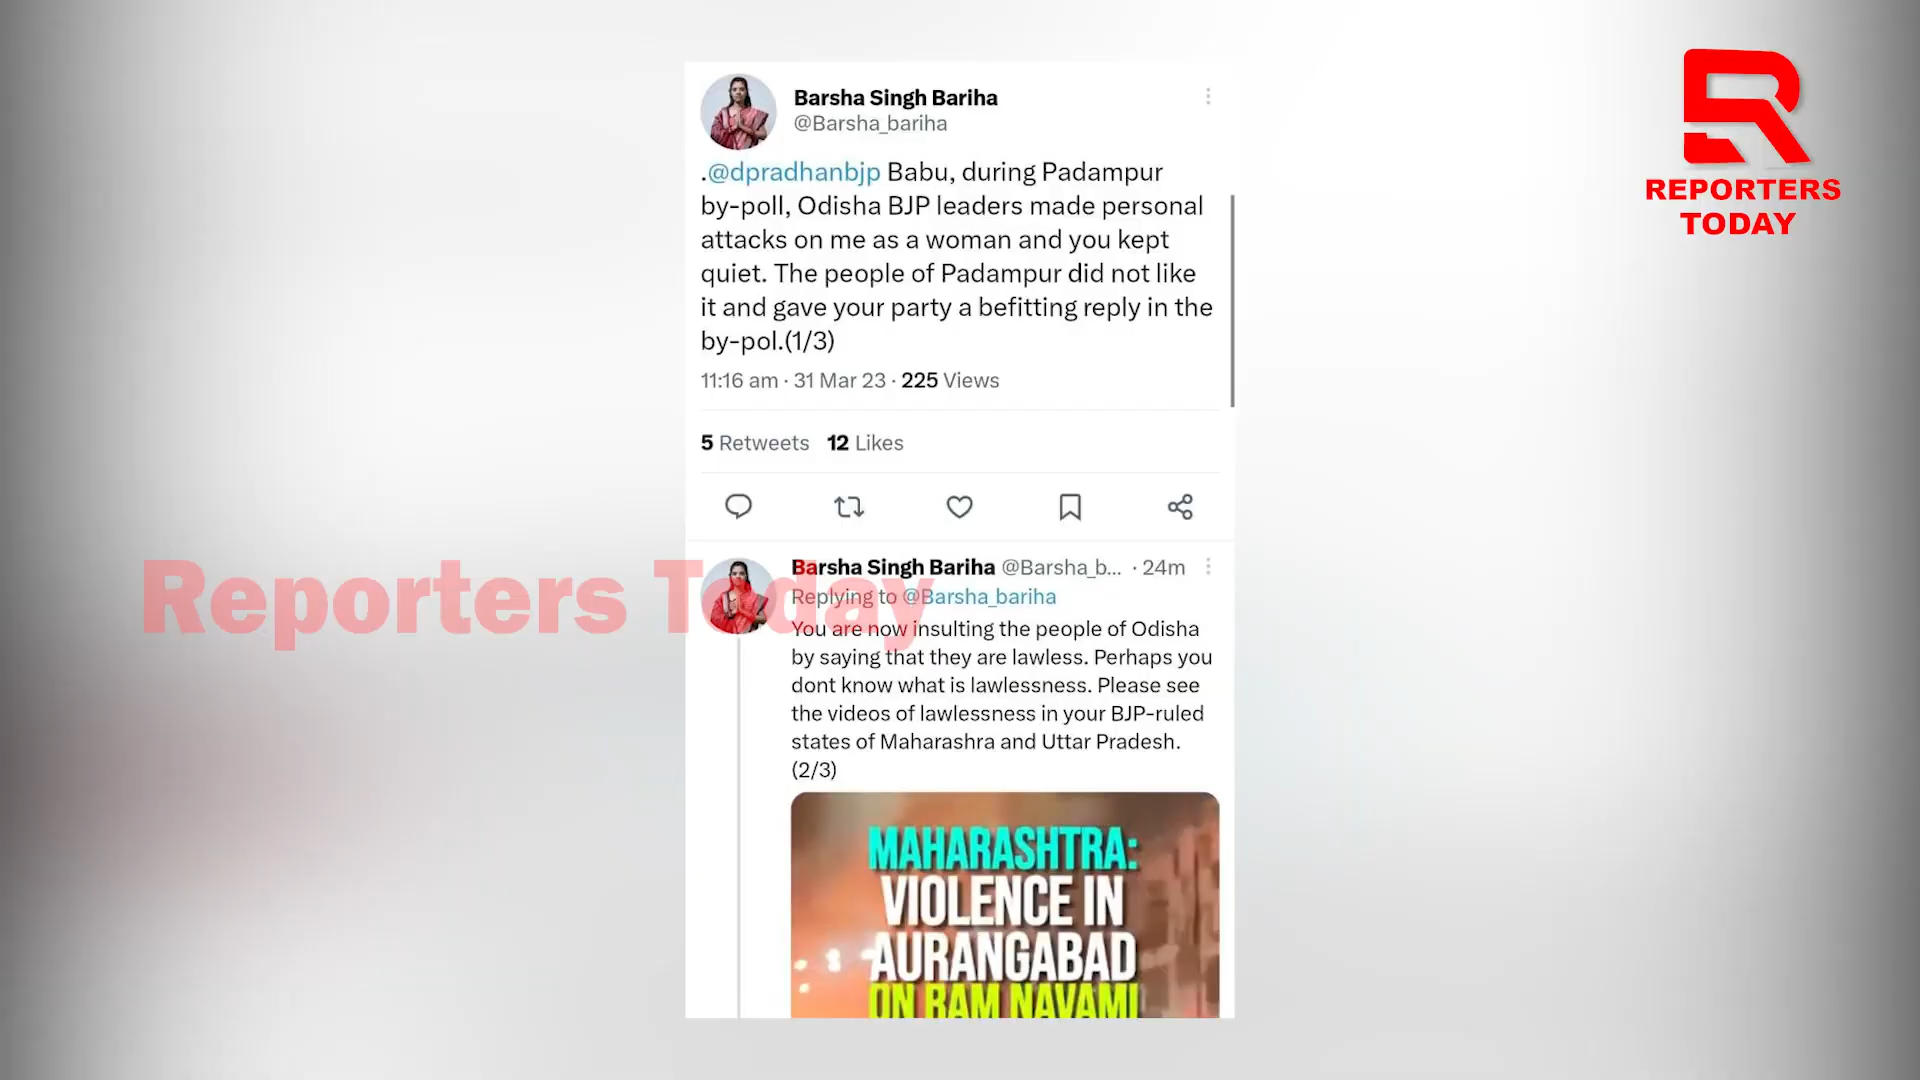 Barsha Singh Bariha
@Barsha_bariha
.@dpradhanbjp Babu, during Padampur
by-poll, Odisha BJP leaders made personal
attacks on me as a woman and you kept
quiet. The people of Padampur did not like
it and gave your party a befitting reply in the
by-pol.(1/3)
11:16 am · 31 Mar 23 · 225 Views
5 Retweets 12 Likes
Barsha Singh Bariha @Barsha_b... · 24m
Replying to @Barsha_bariha
You are now insulting the people of Odisha
by saying that they are lawless. Perhaps you
dont know what is lawlessness. Please see
the videos of lawlessness in your BJP-ruled
states of Maharashra and Uttar Pradesh.
(2/3)
MAHARASHTRA:
VIOLENCE IN
AURANGABAD
ON RAM NAVAMI
Reporters Today
REPORTERS
TODAY